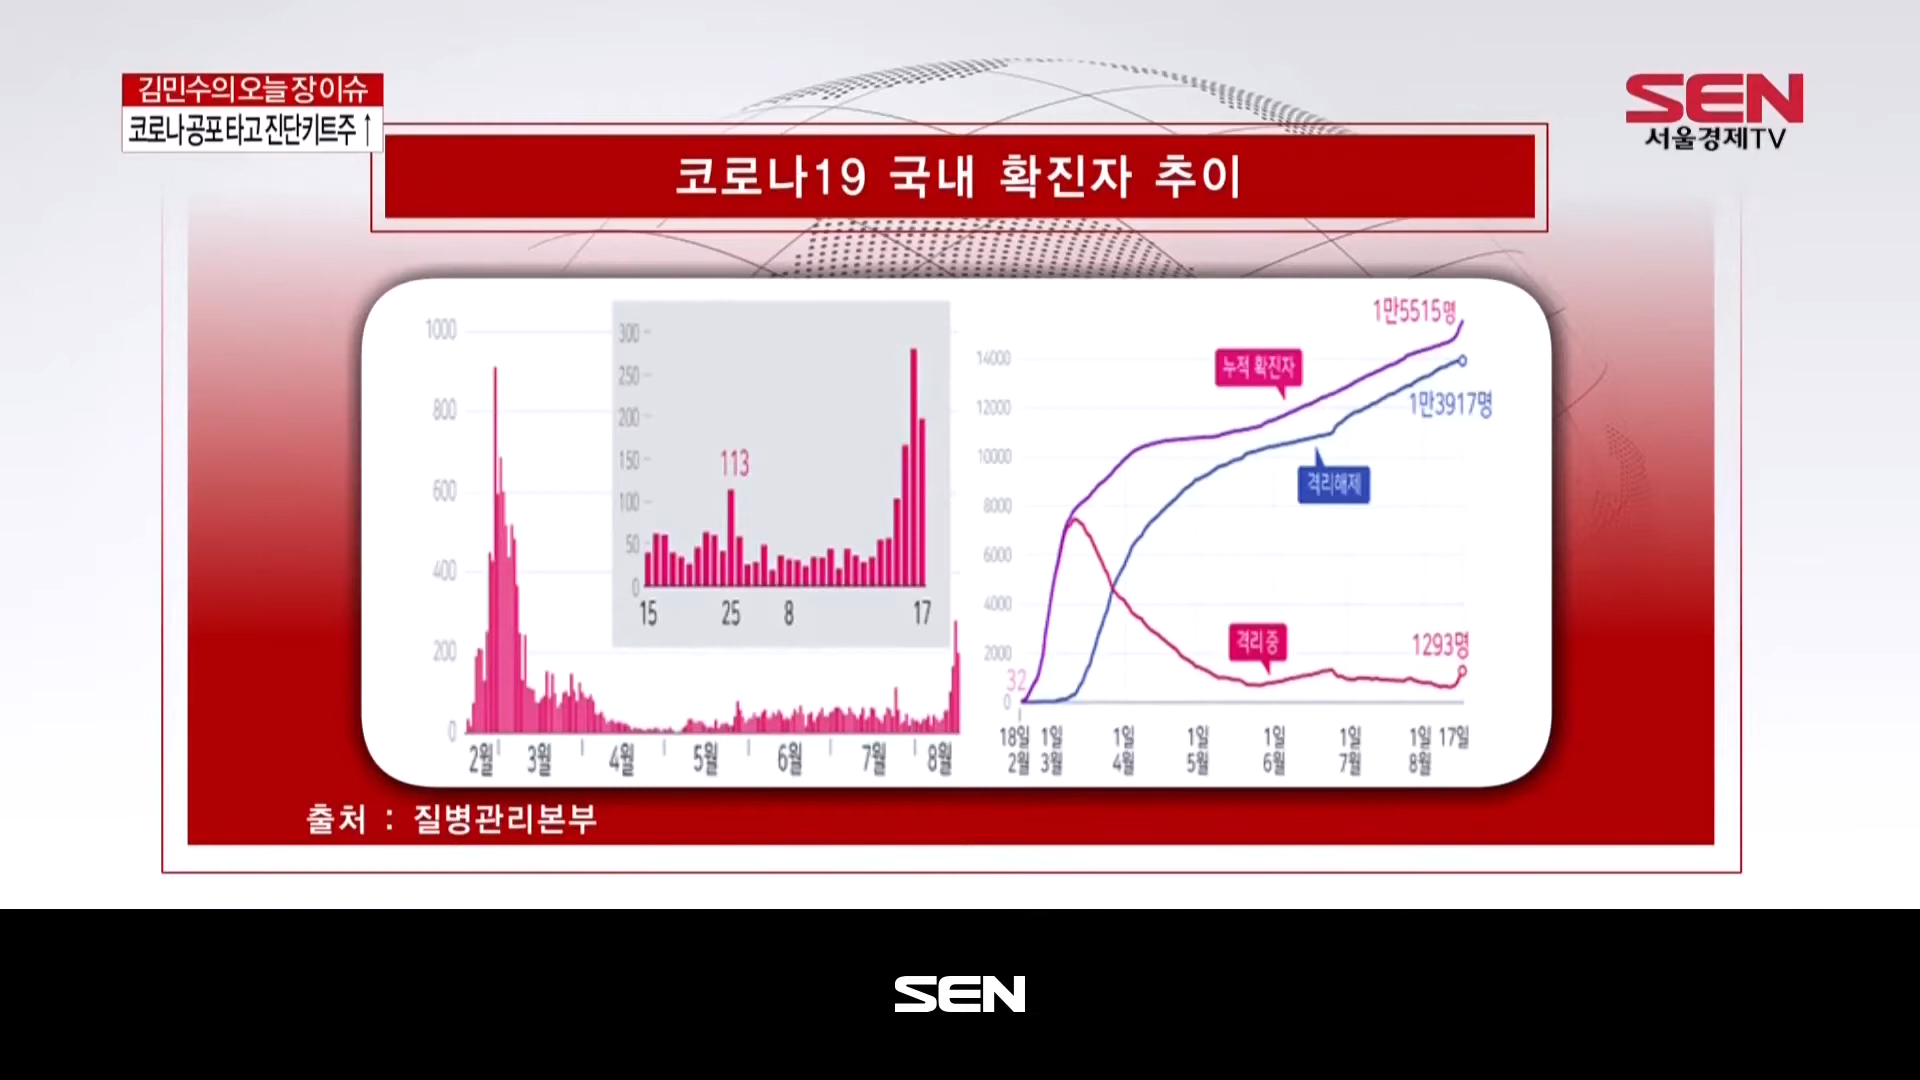 김민수의 오늘 장 이슈
코로나 공포 타고 진단키트주 ↑
SEN
서울경제TV
코로나19 국내 확진자 추이
1000
800
600
400
200
0
2월 3월 4월 5월 6월 7월 8월
300
250
200
150
100
50
0
113
15 25 8 17
14000
12000
10000
8000
6000
4000
2000
0
32
1만5515명
누적 확진자
1만3917명
격리해제
격리 중
1293명
18일 1일 1일 1일 1일 1일 1일 17일
2월 3월 4월 5월 6월 7월 8월
출처 : 질병관리본부
SEN